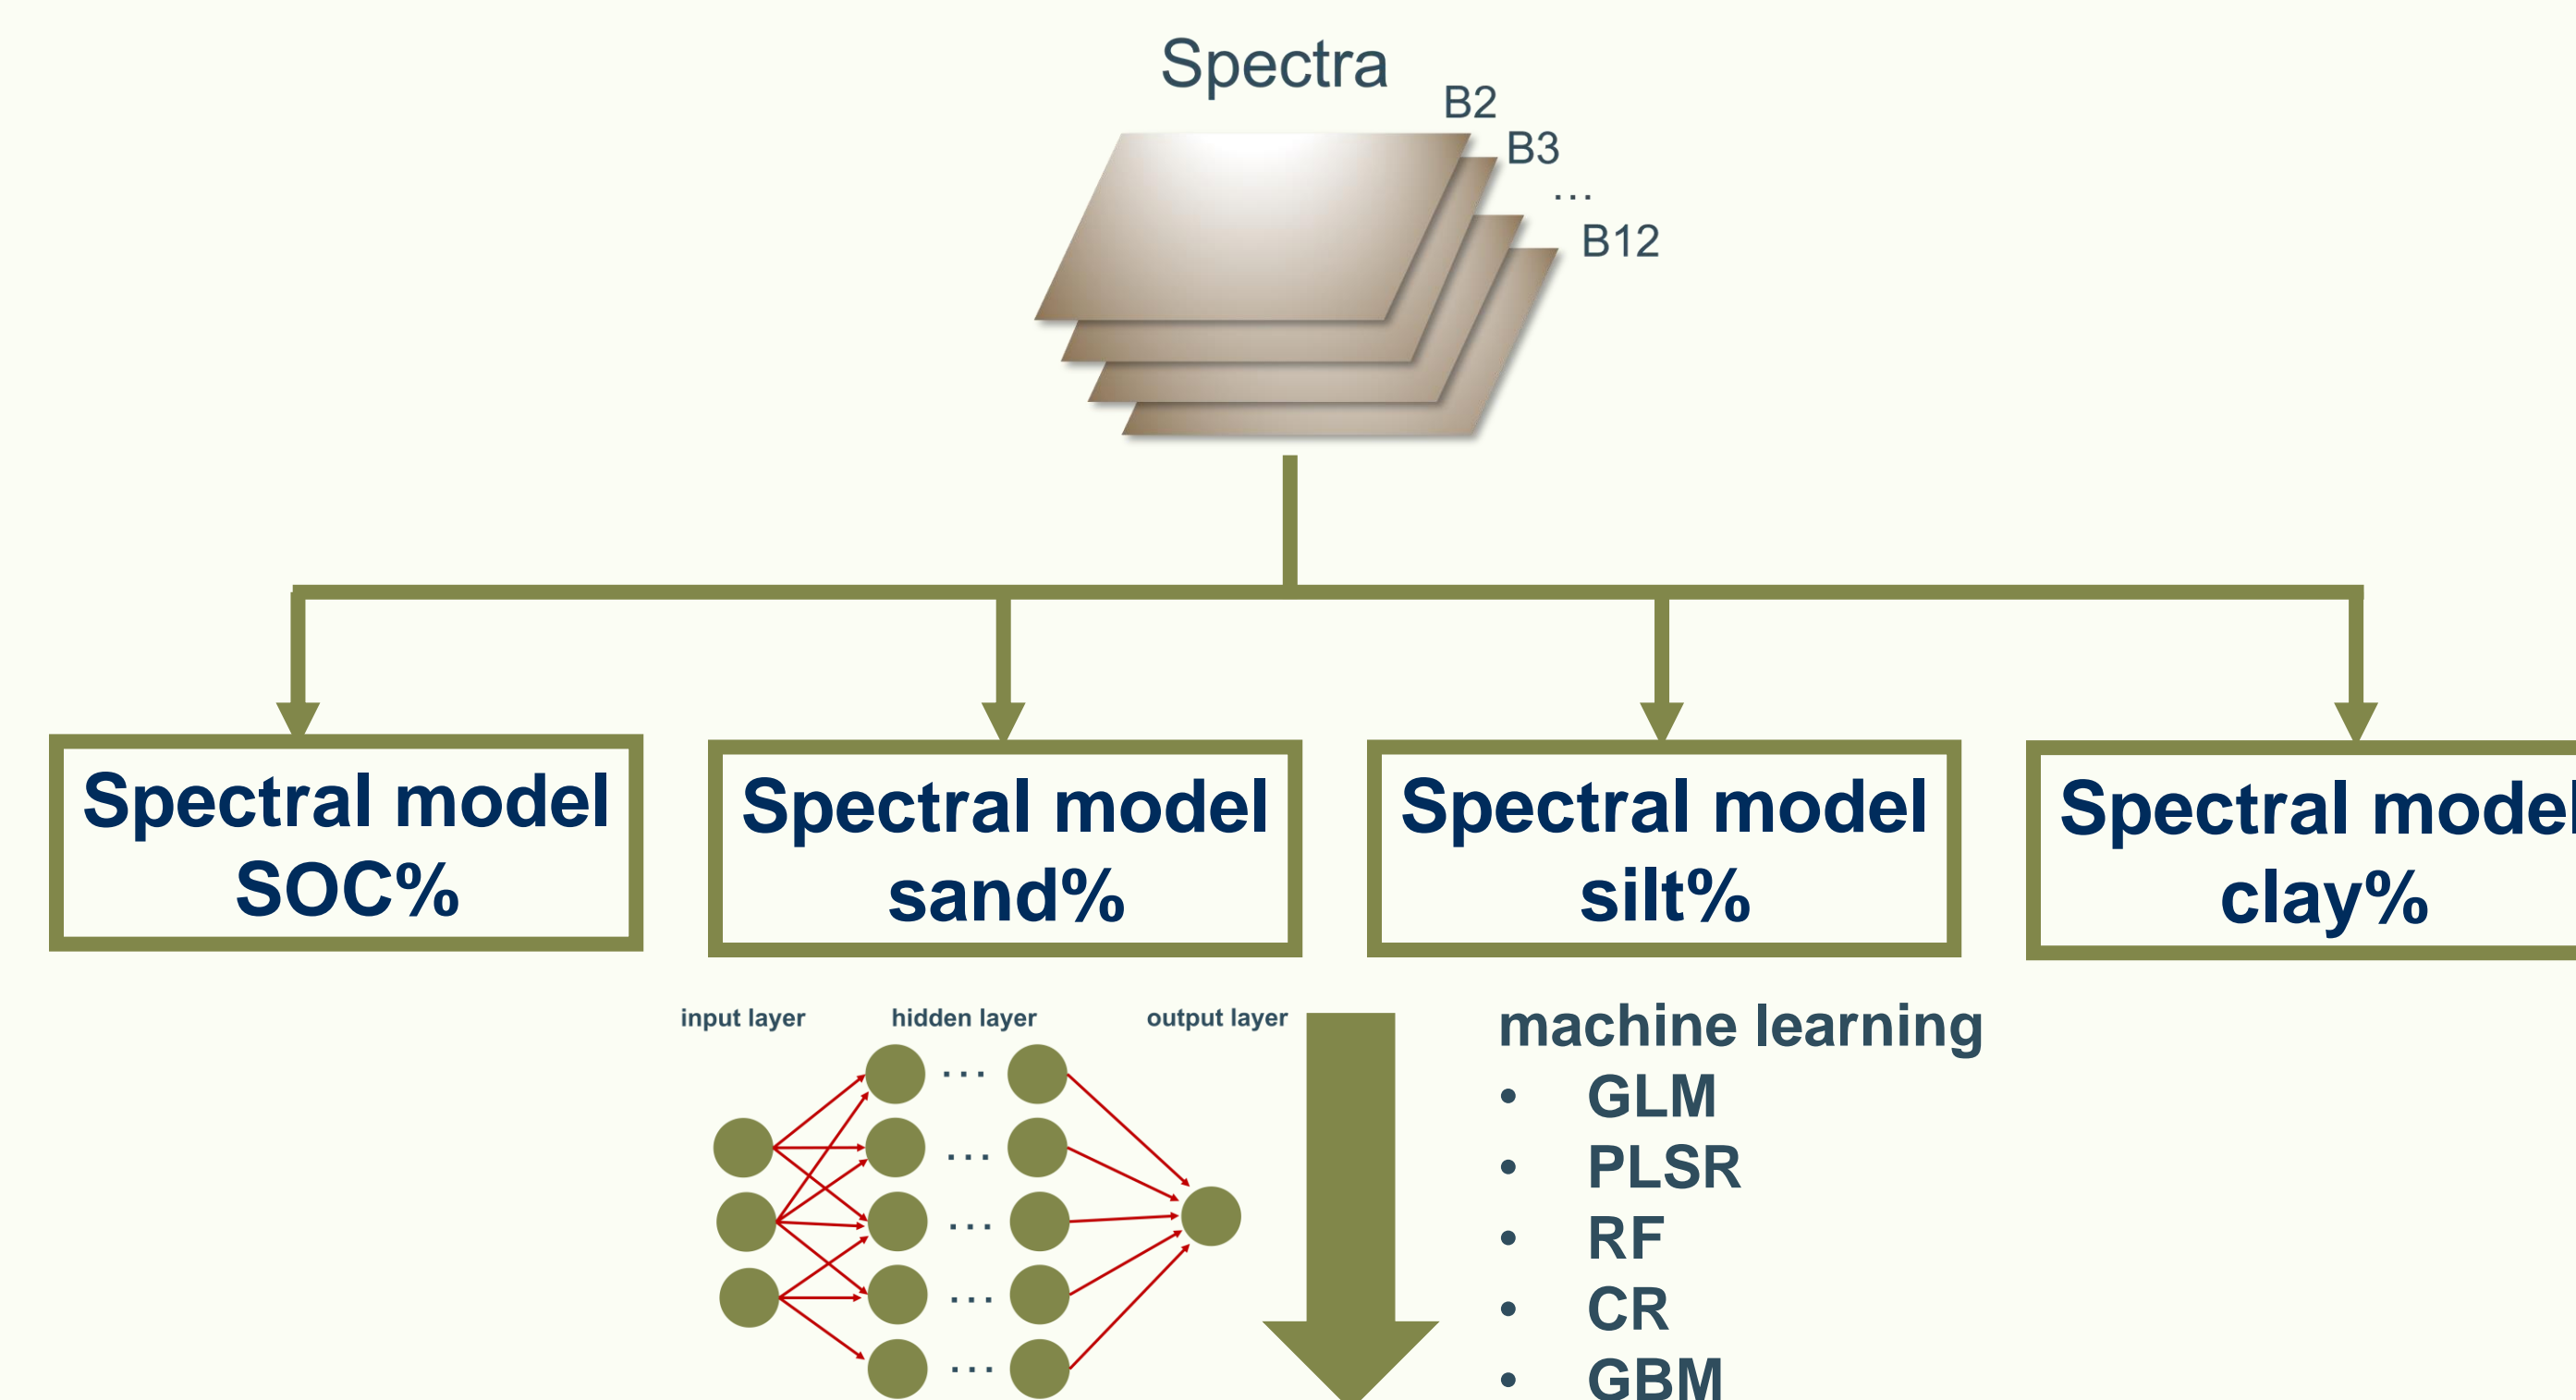 Spectra
B2
B3
...
B12
Spectral model
SOC%
Spectral model
sand%
Spectral model
silt%
Spectral model
clay%
input layer
hidden layer
output layer
...
...
...
...
...
machine learning
• GLM
• PLSR
• RF
• CR
• GBM